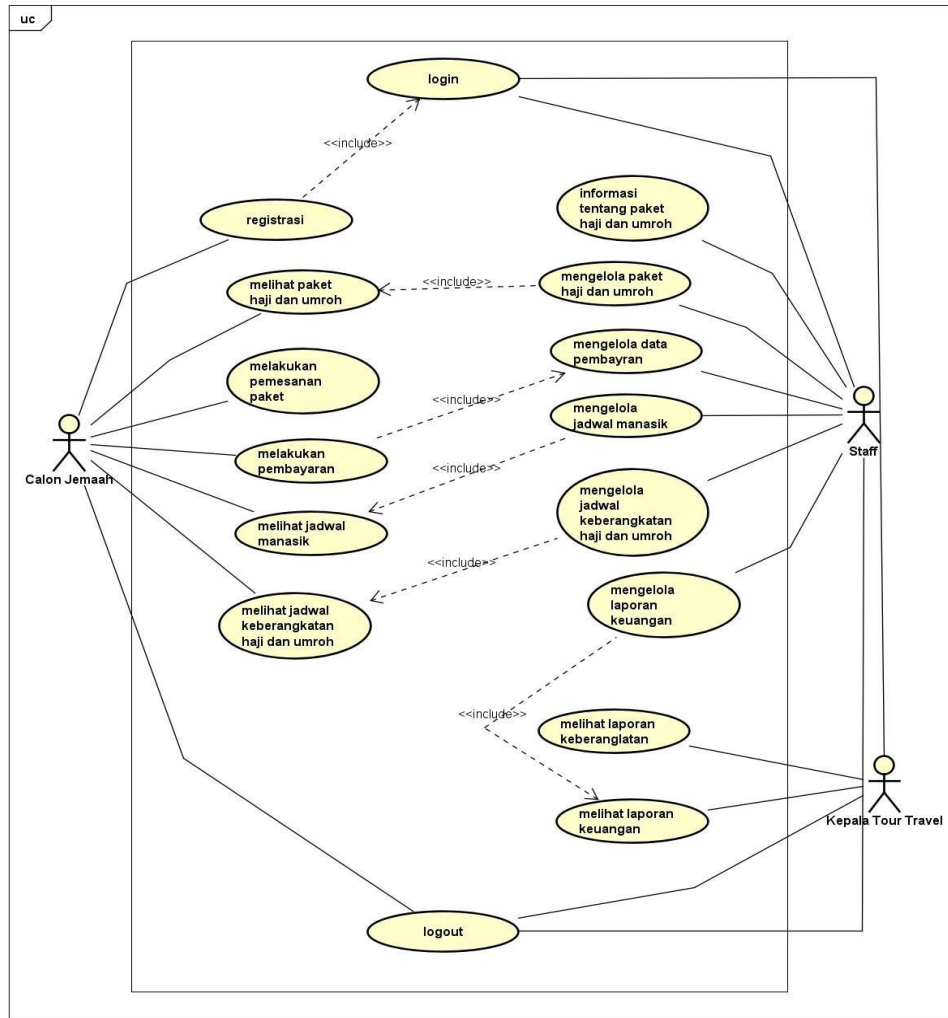 uc
login
<<include>>
registrasi
informasi
tentang paket
haji dan umroh
melihat paket
haji dan umroh
<<include>>
mengelola paket
haji dan umroh
mengelola data
pembayran
melakukan
pemesanan
paket
<<include>>
mengelola
jadwal manasik
melakukan
pembayaran
<<include>>
Calon Jemaah
Staff
mengelola
jadwal
keberangkatan
haji dan umroh
melihat jadwal
manasik
<<include>>
mengelola
laporan
keuangan
melihat jadwal
keberangkatan
haji dan umroh
<<include>>
melihat laporan
keberanglatan
melihat laporan
keuangan
Kepala Tour Travel
logout